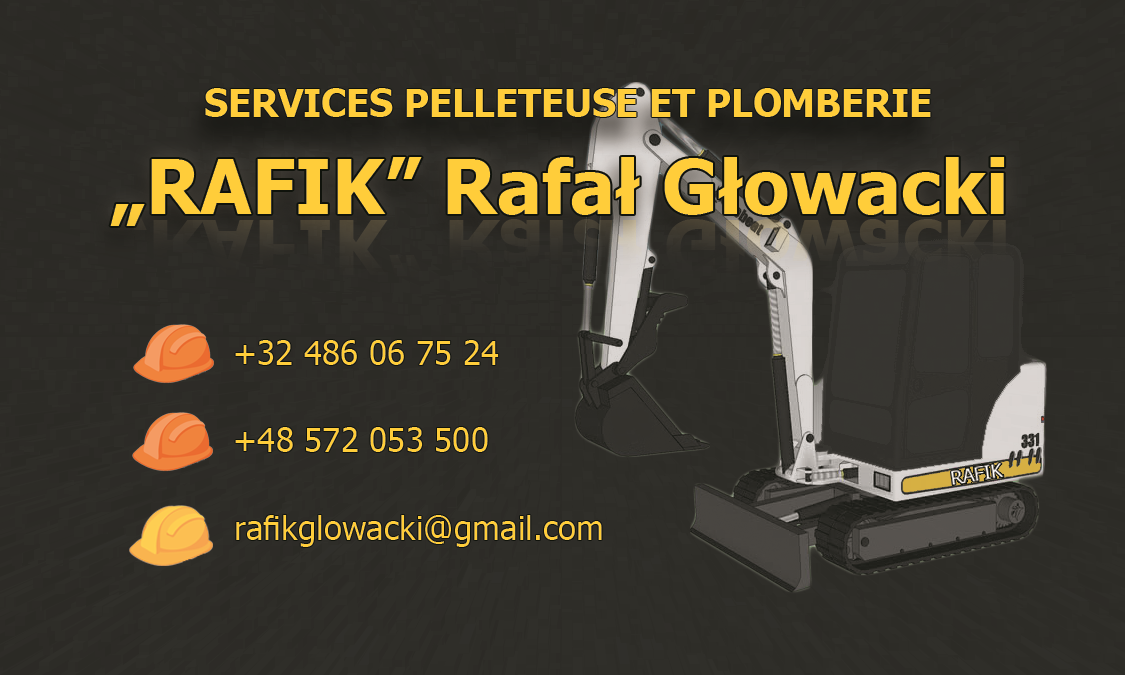 SERVICES PELLETEUSE ET PLOMBERIE
„RAFIK” Rafał Głowacki
+32 486 06 75 24
+48 572 053 500
rafikglowacki@gmail.com
331
RAFIK